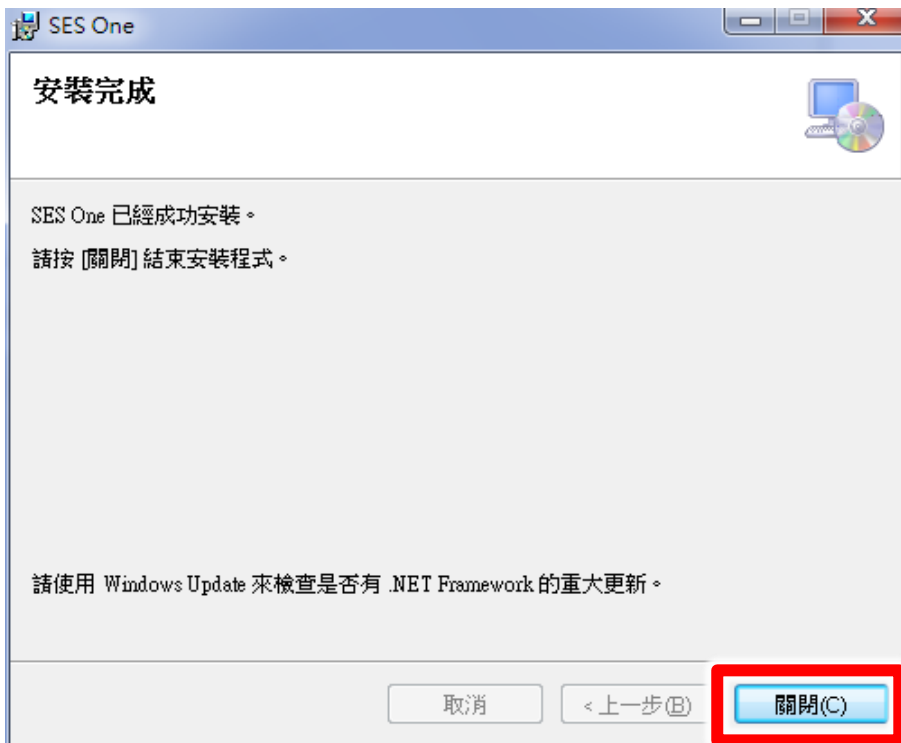 SES One
安裝完成
SES One 已經成功安裝。
請按 [關閉] 結束安裝程式。
請使用 Windows Update 來檢查是否有 .NET Framework 的重大更新。
取消
<上一步(B)
關閉(C)